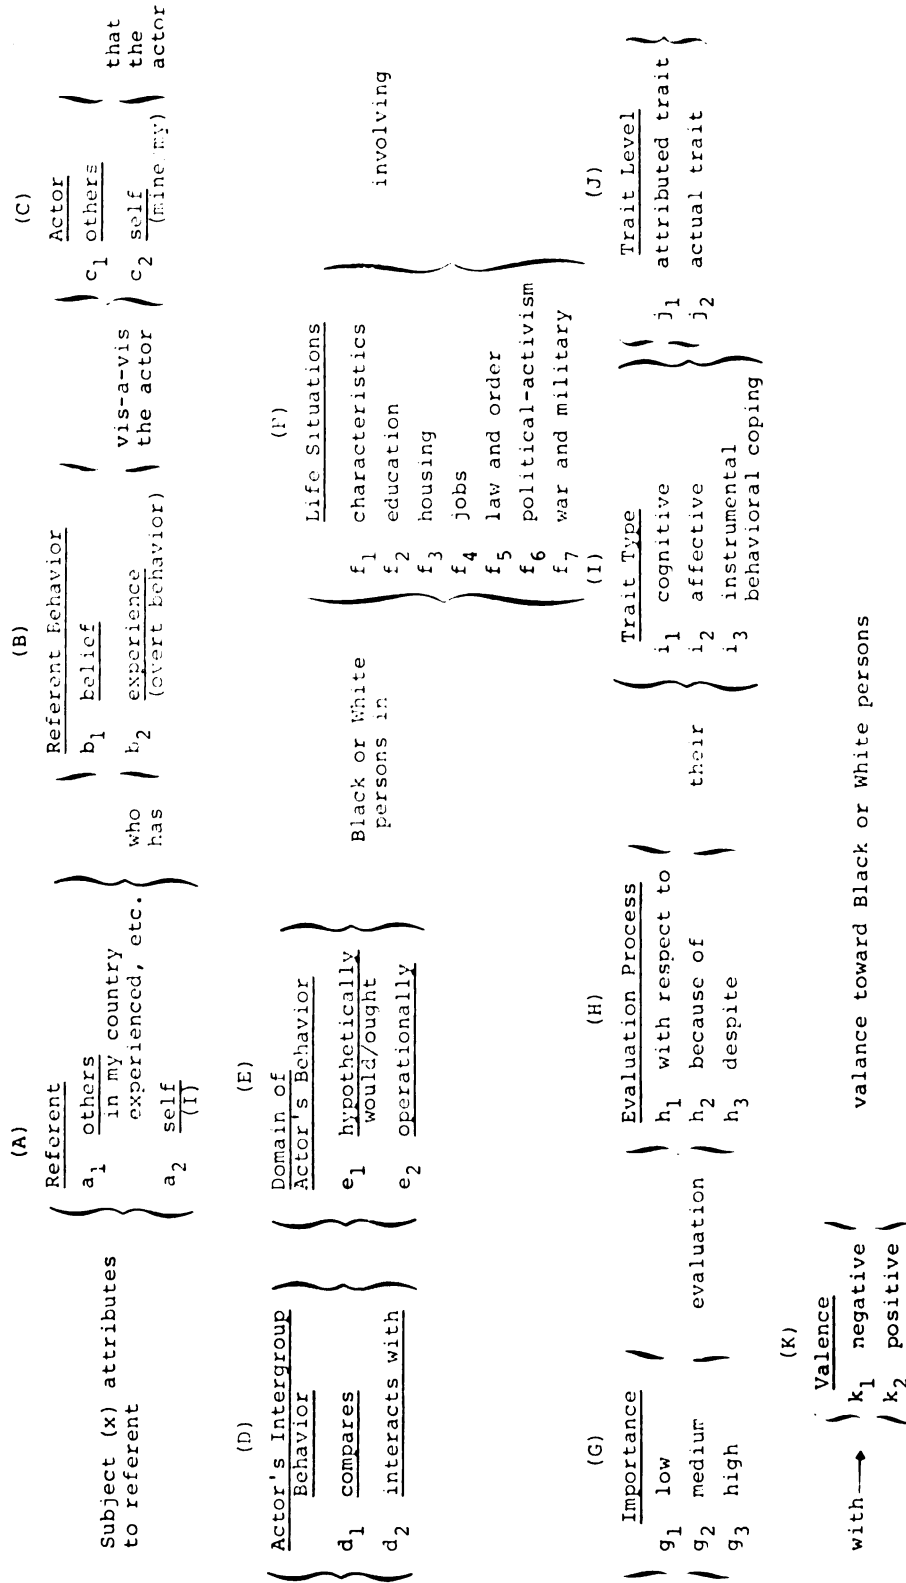 (A) (B) (C)
Subject (x) attributes to referent
Referent
a1 others
in my country
experienced, etc.
a2 self
(I)
who has
Referent Behavior
b1 belief
b2 experience
(overt behavior)
vis-a-vis the actor
Actor
c1 others
c2 self
(mine/my)
that the actor
(D) (E) (F)
Actor's Intergroup
Behavior
d1 compares
d2 interacts with
Domain of
Actor's Behavior
e1 hypothetically
would/ought
e2 operationally
Black or White
persons in
Life Situations
f1 characteristics
f2 education
f3 housing
f4 jobs
f5 law and order
f6 political-activism
f7 war and military
involving
(G) (H) (I) (J)
Importance
g1 low
g2 medium
g3 high
evaluation
Evaluation Process
h1 with respect to
h2 because of
h3 despite
their
Trait Type
i1 cognitive
i2 affective
i3 instrumental
behavioral coping
Trait Level
j1 attributed trait
j2 actual trait
(K)
with
Valence
k1 negative
k2 positive
valance toward Black or White persons